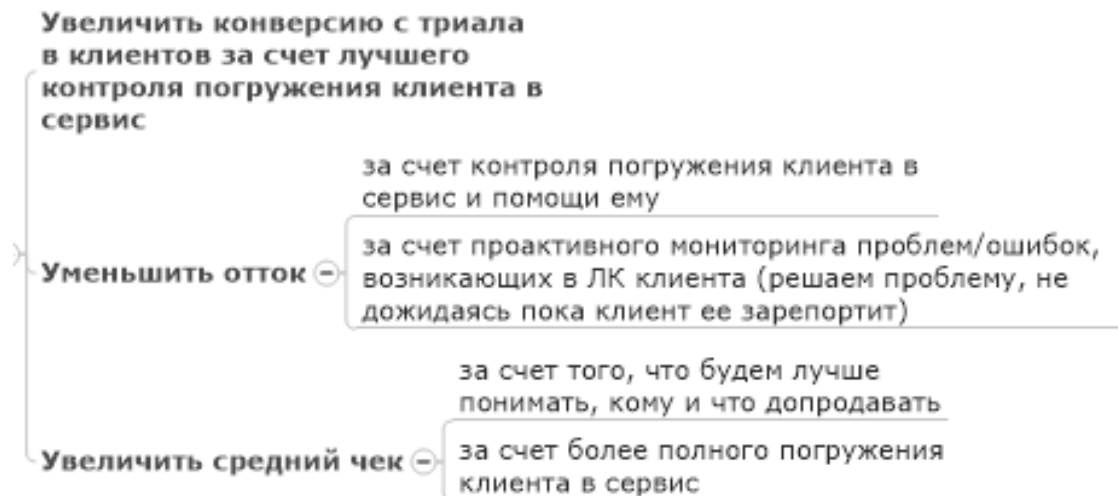 Увеличить конверсию с триала
в клиентов за счет лучшего
контроля погружения клиента в
сервис
за счет контроля погружения клиента в
сервис и помощи ему
Уменьшить отток
за счет проактивного мониторинга проблем/ошибок,
возникающих в ЛК клиента (решаем проблему, не
дожидаясь пока клиент ее зарепортит)
за счет того, что будем лучше
понимать, кому и что допродавать
Увеличить средний чек
за счет более полного погружения
клиента в сервис